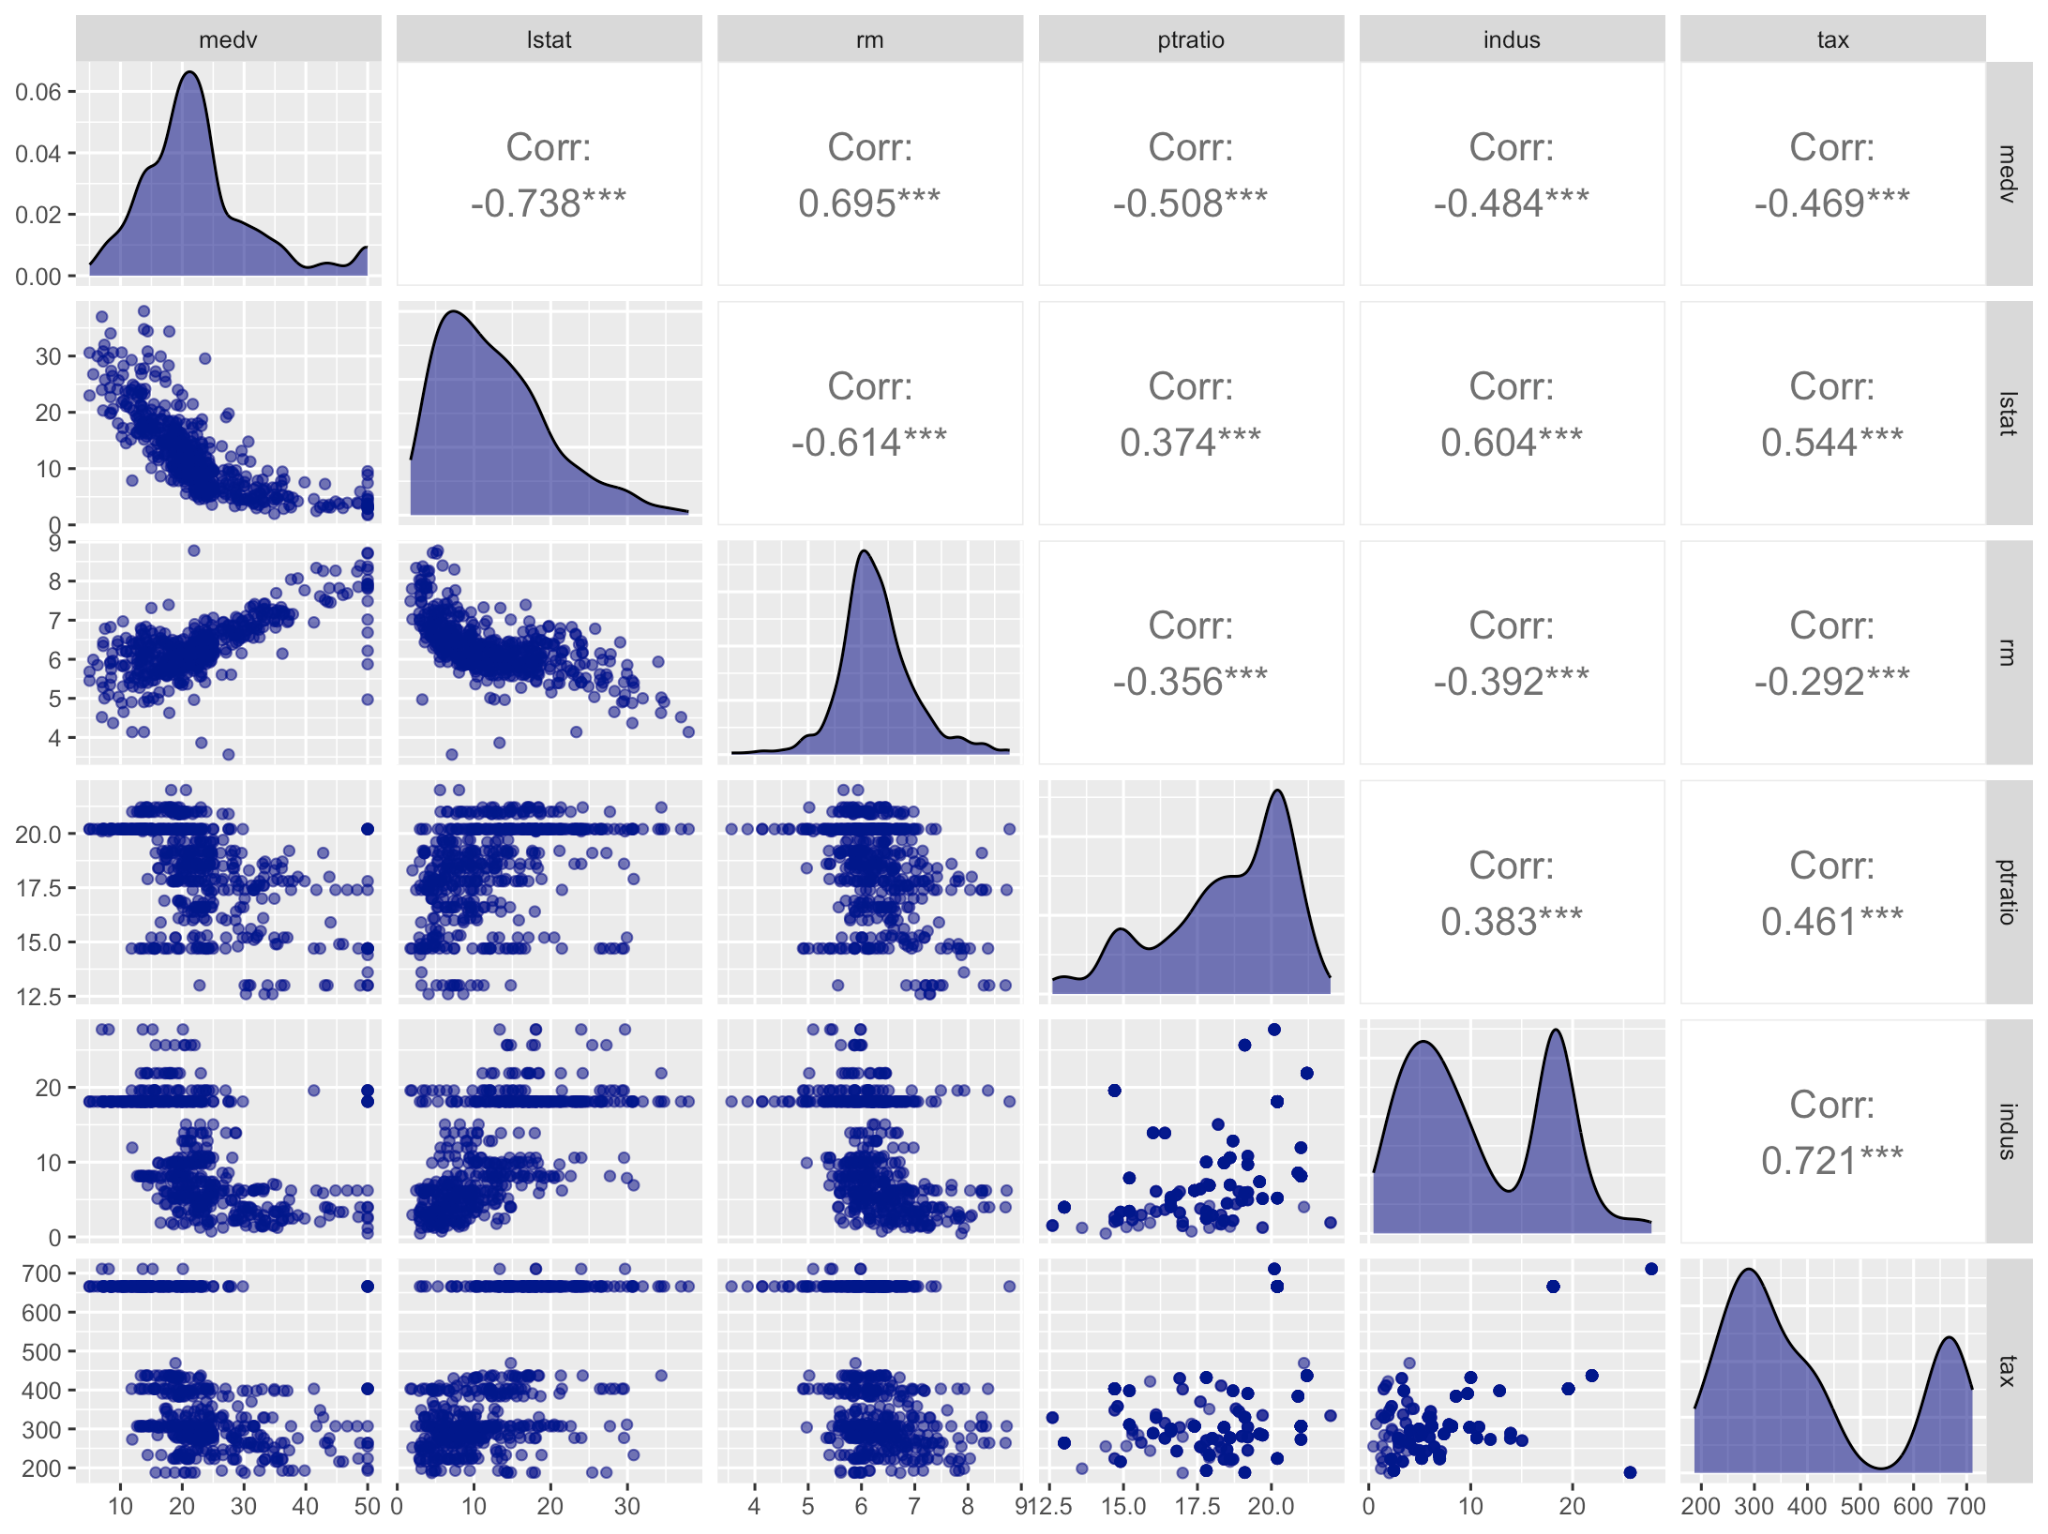 medv lstat rm ptratio indus tax
0.06
0.04
0.02
0.00
Corr:
-0.738***
Corr:
0.695***
Corr:
-0.508***
Corr:
-0.484***
Corr:
-0.469***
medv
30
20
10
0
Corr:
-0.614***
Corr:
0.374***
Corr:
0.604***
Corr:
0.544***
lstat
9
8
7
6
5
4
Corr:
-0.356***
Corr:
-0.392***
Corr:
-0.292***
rm
20.0
17.5
15.0
12.5
Corr:
0.383***
Corr:
0.461***
ptratio
20
10
0
Corr:
0.721***
indus
700
600
500
400
300
200
tax
10 20 30 40 50
0 10 20 30
4 5 6 7 8 9
12.5 15.0 17.5 20.0
0 10 20
200 300 400 500 600 700